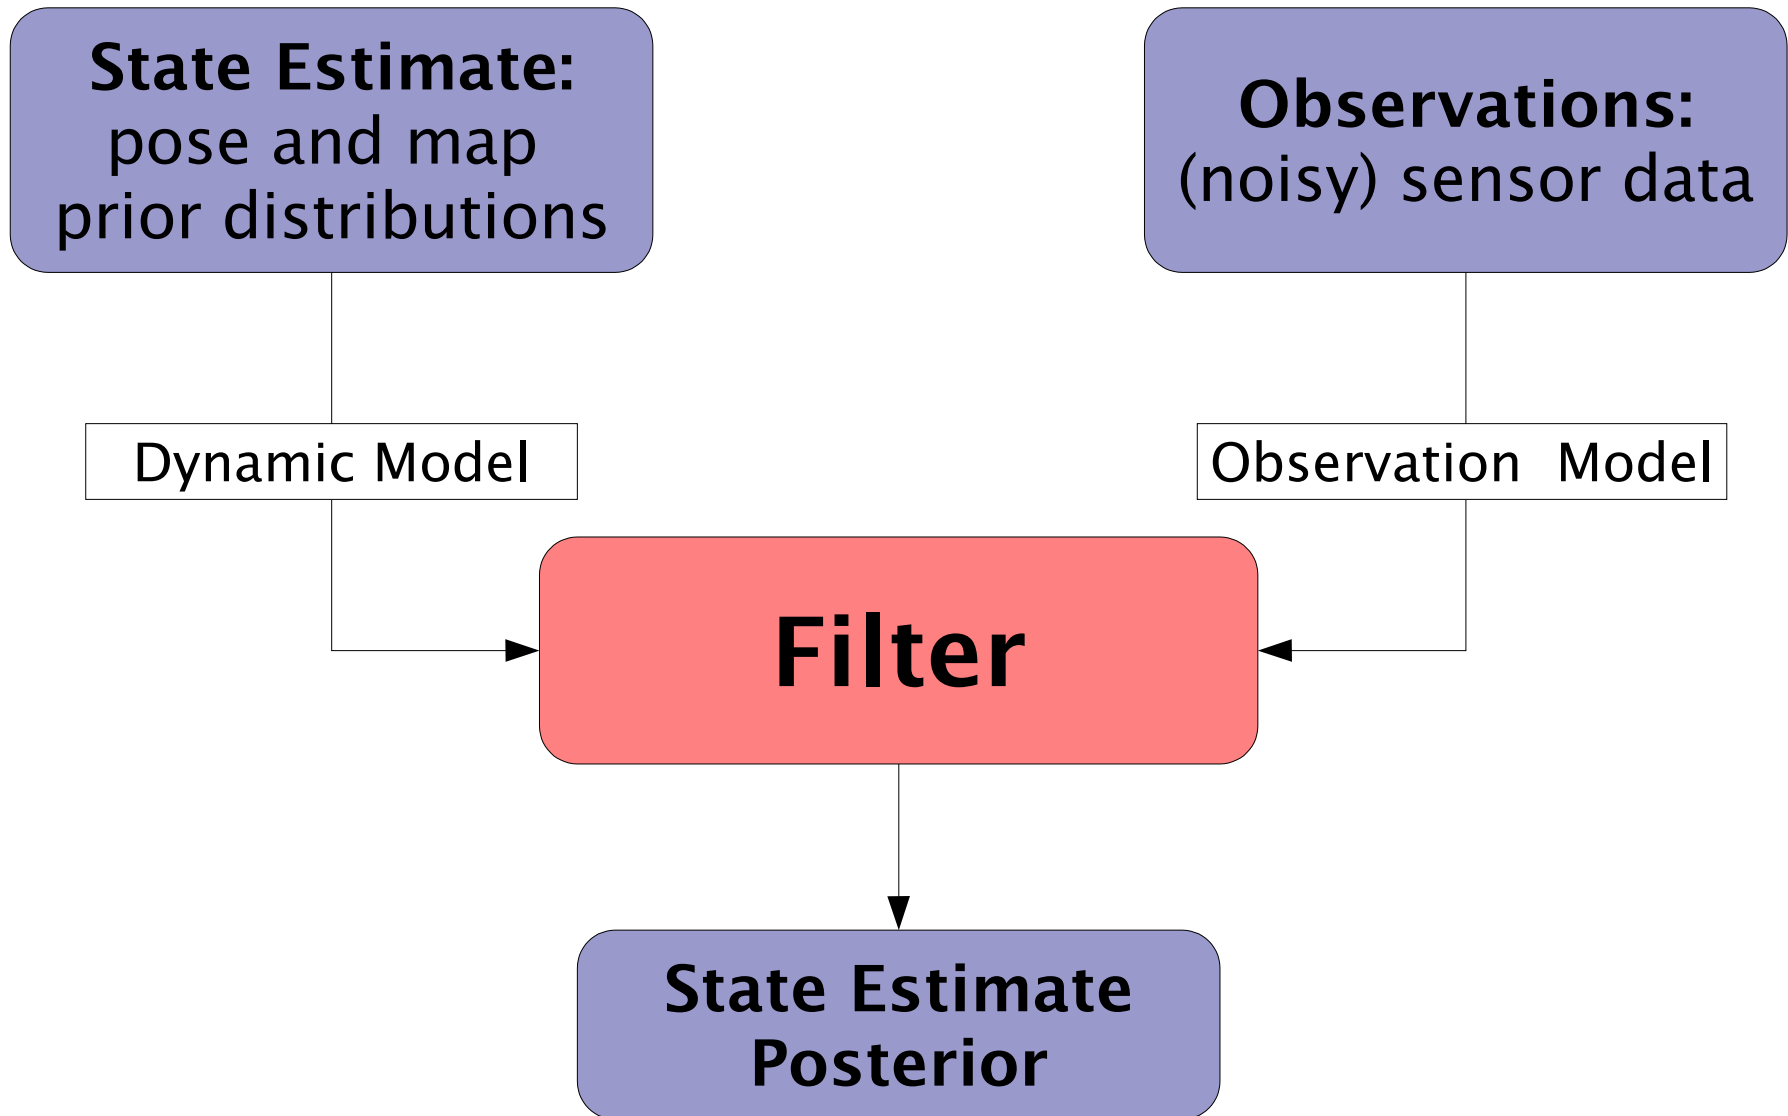 State Estimate:
pose and map
prior distributions
Observations:
(noisy) sensor data
Dynamic Model
Observation Model
Filter
State Estimate
Posterior